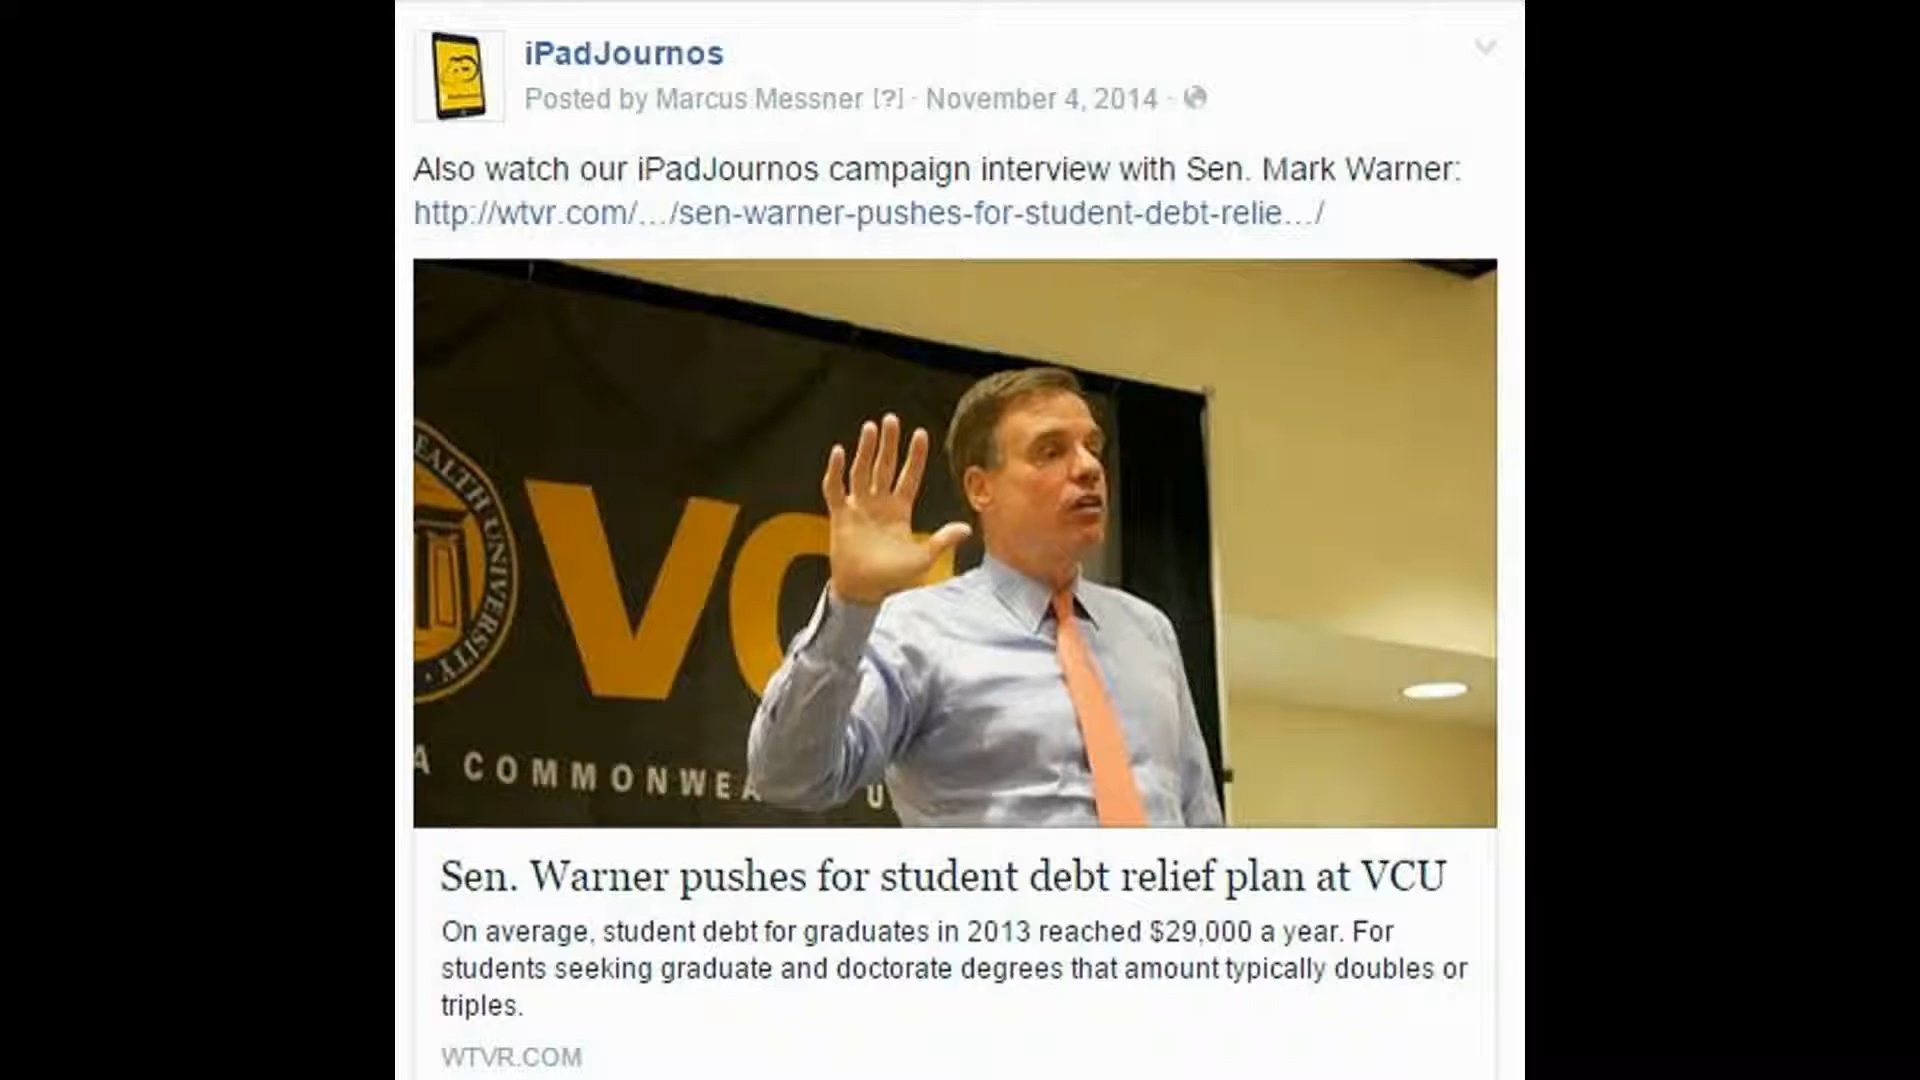 iPadJournos
Posted by Marcus Messner [?] · November 4, 2014 ·
Also watch our iPadJournos campaign interview with Sen. Mark Warner:
http://wtvr.com/.../sen-warner-pushes-for-student-debt-relie.../
EALTH UNIVERSITY
VC
A COMMONWEA U
Sen. Warner pushes for student debt relief plan at VCU
On average, student debt for graduates in 2013 reached $29,000 a year. For
students seeking graduate and doctorate degrees that amount typically doubles or
triples.
WTVR.COM